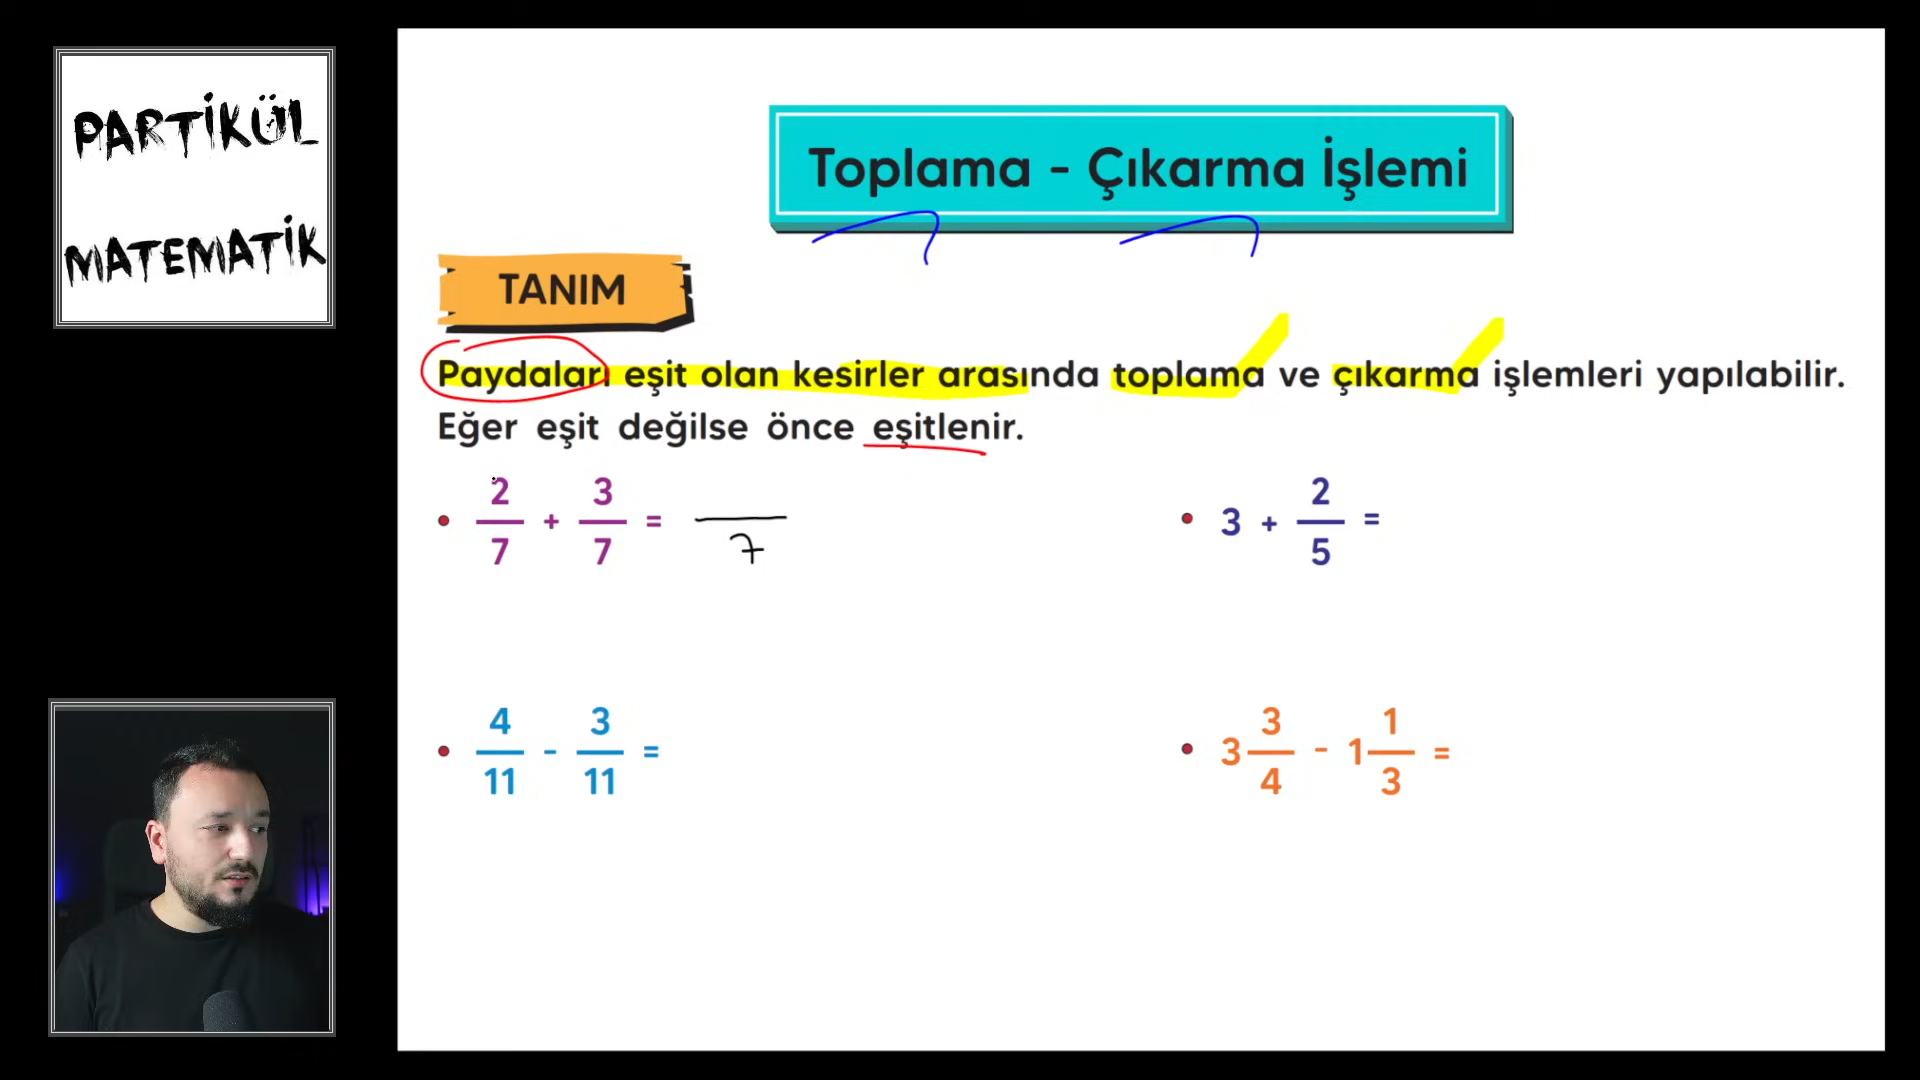 PARTİKÜL
MATEMATİK
Toplama - Çıkarma İşlemi
TANIM
Paydaları eşit olan kesirler arasında toplama ve çıkarma işlemleri yapılabilir.
Eğer eşit değilse önce eşitlenir.
• 2/7 + 3/7 = /7
• 3 + 2/5 =
• 4/11 - 3/11 =
• 3 3/4 - 1 1/3 =